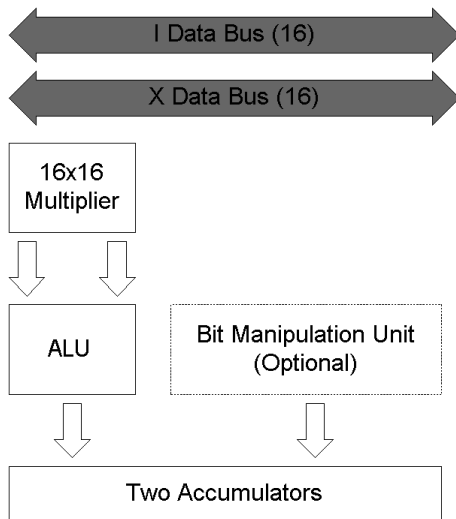 I Data Bus (16)
X Data Bus (16)
16x16
Multiplier
ALU
Bit Manipulation Unit
(Optional)
Two Accumulators